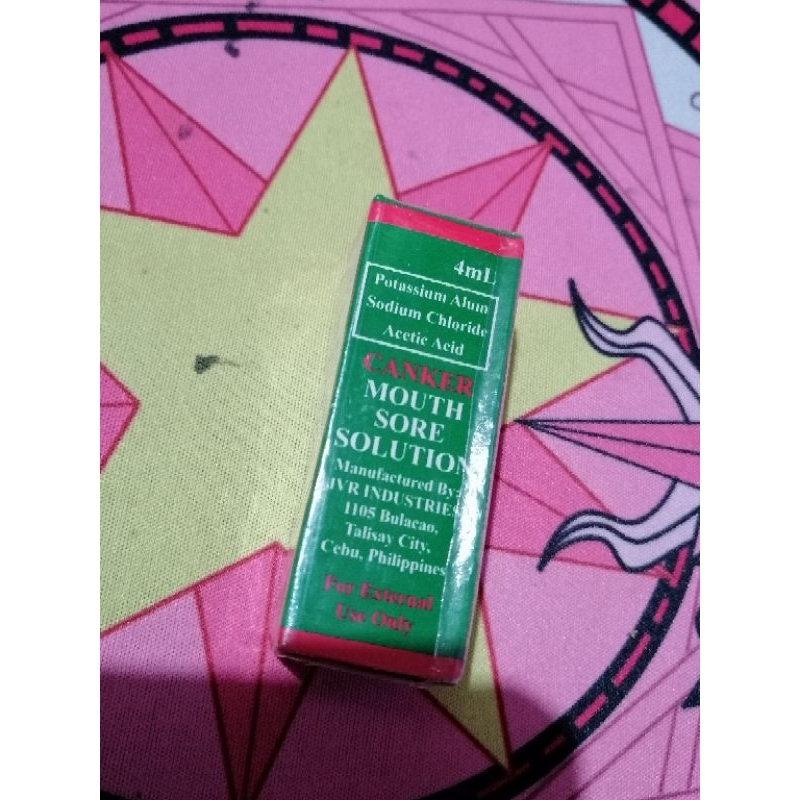 4mL
Potassium Alum
Sodium Chloride
Acetic Acid
CANKER
MOUTH
SORE
SOLUTION
Manufactured By:
JVR INDUSTRIES
1105 Bulacao,
Talisay City,
Cebu, Philippines
For External
Use Only